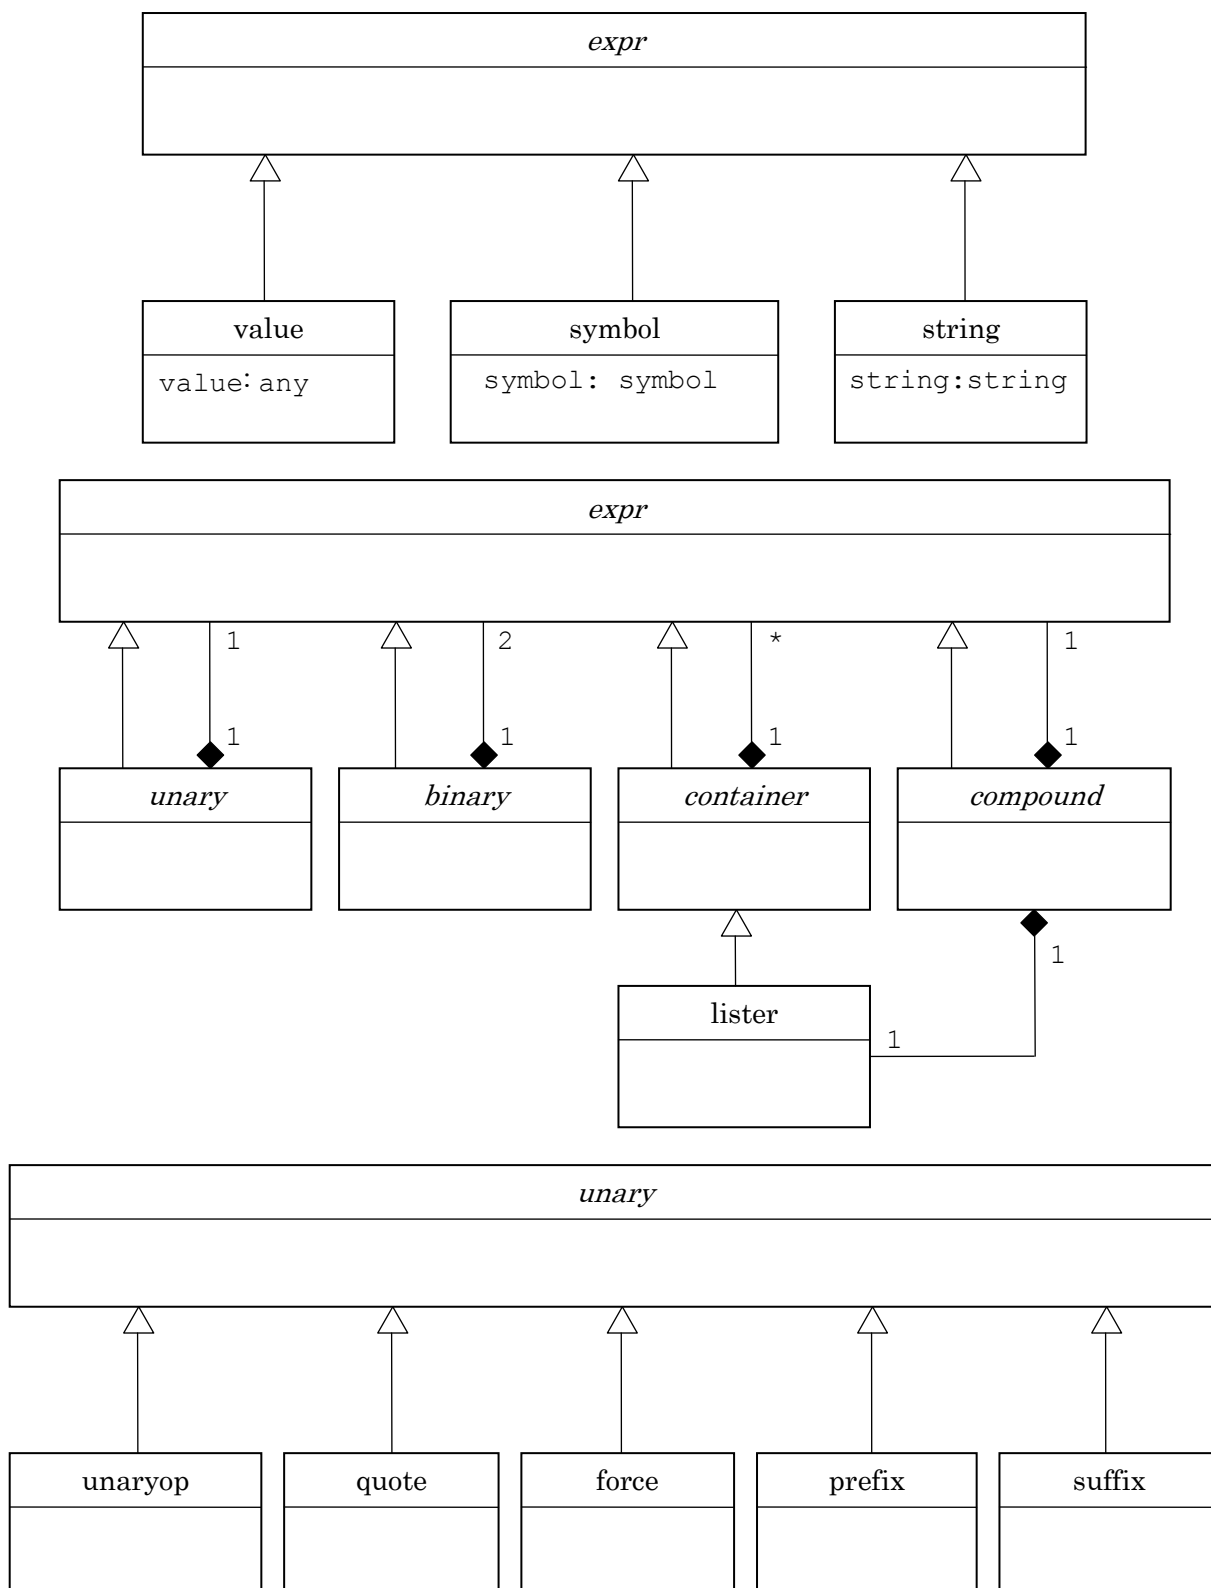 expr
value symbol string
value: any symbol: symbol string:string
expr
1 2 * 1
1 1 1 1
unary binary container compound
1
lister
1
unary
unaryop quote force prefix suffix